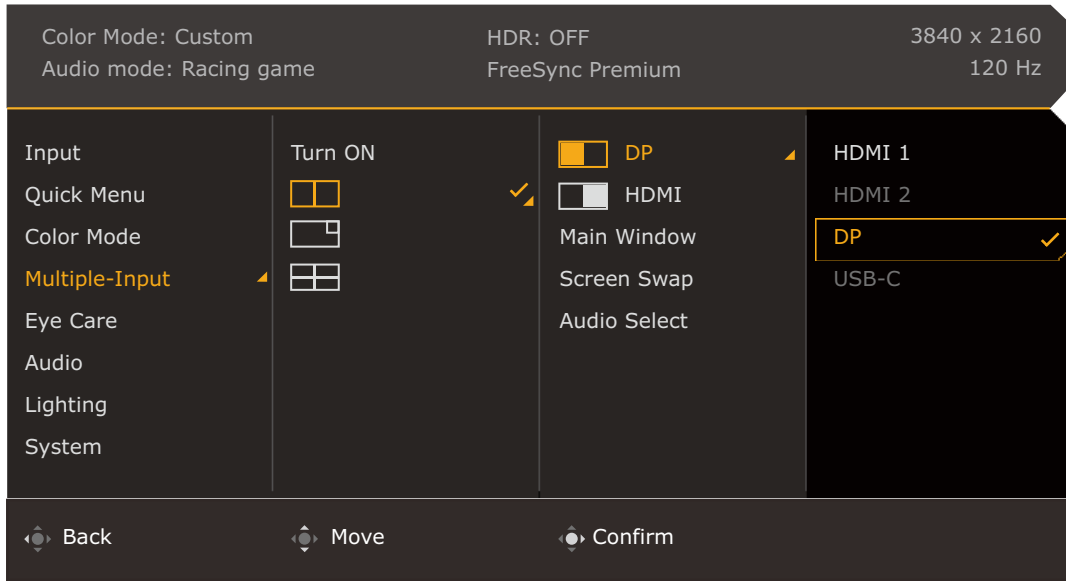 Color Mode: Custom
Audio mode: Racing game
HDR: OFF
FreeSync Premium
3840 x 2160
120 Hz
Input
Quick Menu
Color Mode
Multiple-Input
Eye Care
Audio
Lighting
System
Turn ON
DP
HDMI
Main Window
Screen Swap
Audio Select
HDMI 1
HDMI 2
DP
USB-C
Back
Move
Confirm